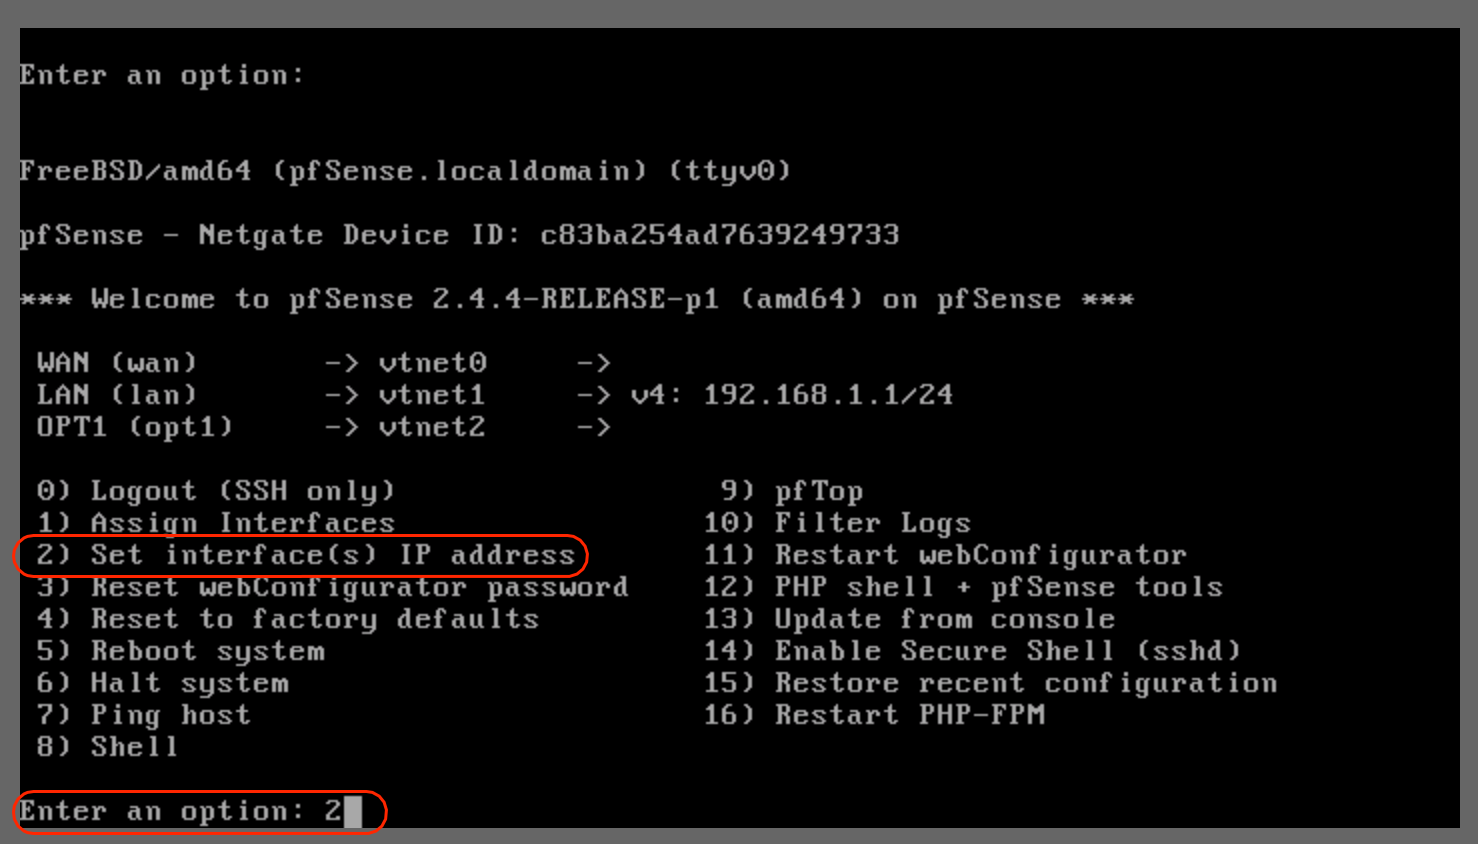 Enter an option:
FreeBSD/amd64 (pfSense.localdomain) (ttyv0)
pfSense - Netgate Device ID: c83ba254ad7639249733
*** Welcome to pfSense 2.4.4-RELEASE-p1 (amd64) on pfSense ***
WAN (wan) -> vtnet0 ->
LAN (lan) -> vtnet1 -> v4: 192.168.1.1/24
OPT1 (opt1) -> vtnet2 ->
0) Logout (SSH only) 9) pfTop
1) Assign Interfaces 10) Filter Logs
2) Set interface(s) IP address 11) Restart webConfigurator
3) Reset webConfigurator password 12) PHP shell + pfSense tools
4) Reset to factory defaults 13) Update from console
5) Reboot system 14) Enable Secure Shell (sshd)
6) Halt system 15) Restore recent configuration
7) Ping host 16) Restart PHP-FPM
8) Shell
Enter an option: 2